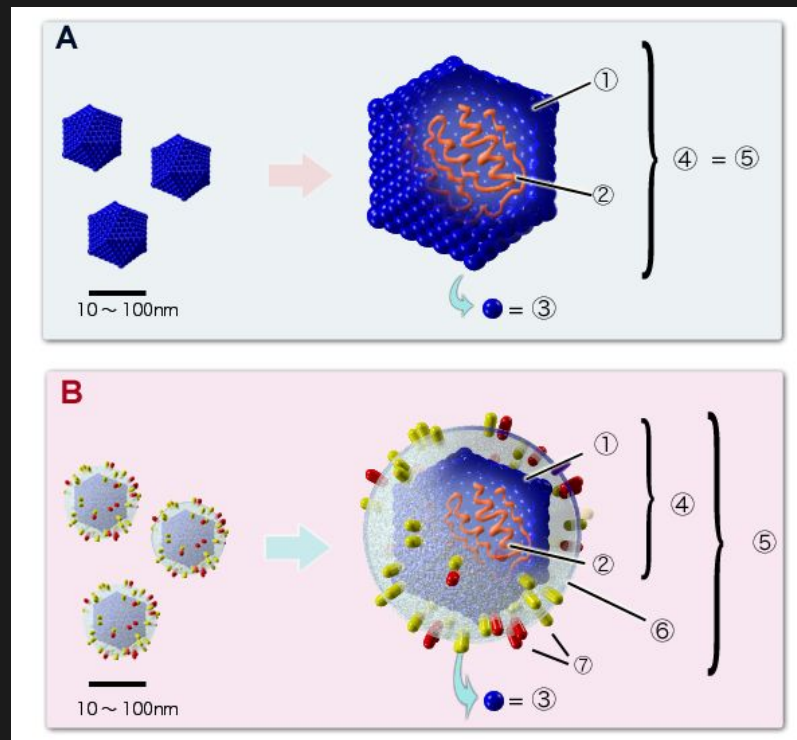 A
①
② 
④ = ⑤
10～100nm
= ③
B
①
④
⑤
②
⑥
⑦
10～100nm
= ③